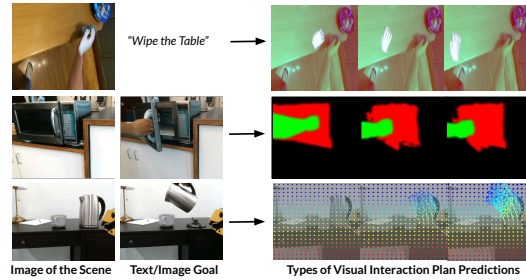 “Wipe the Table”
Image of the Scene
Text/Image Goal
Types of Visual Interaction Plan Predictions